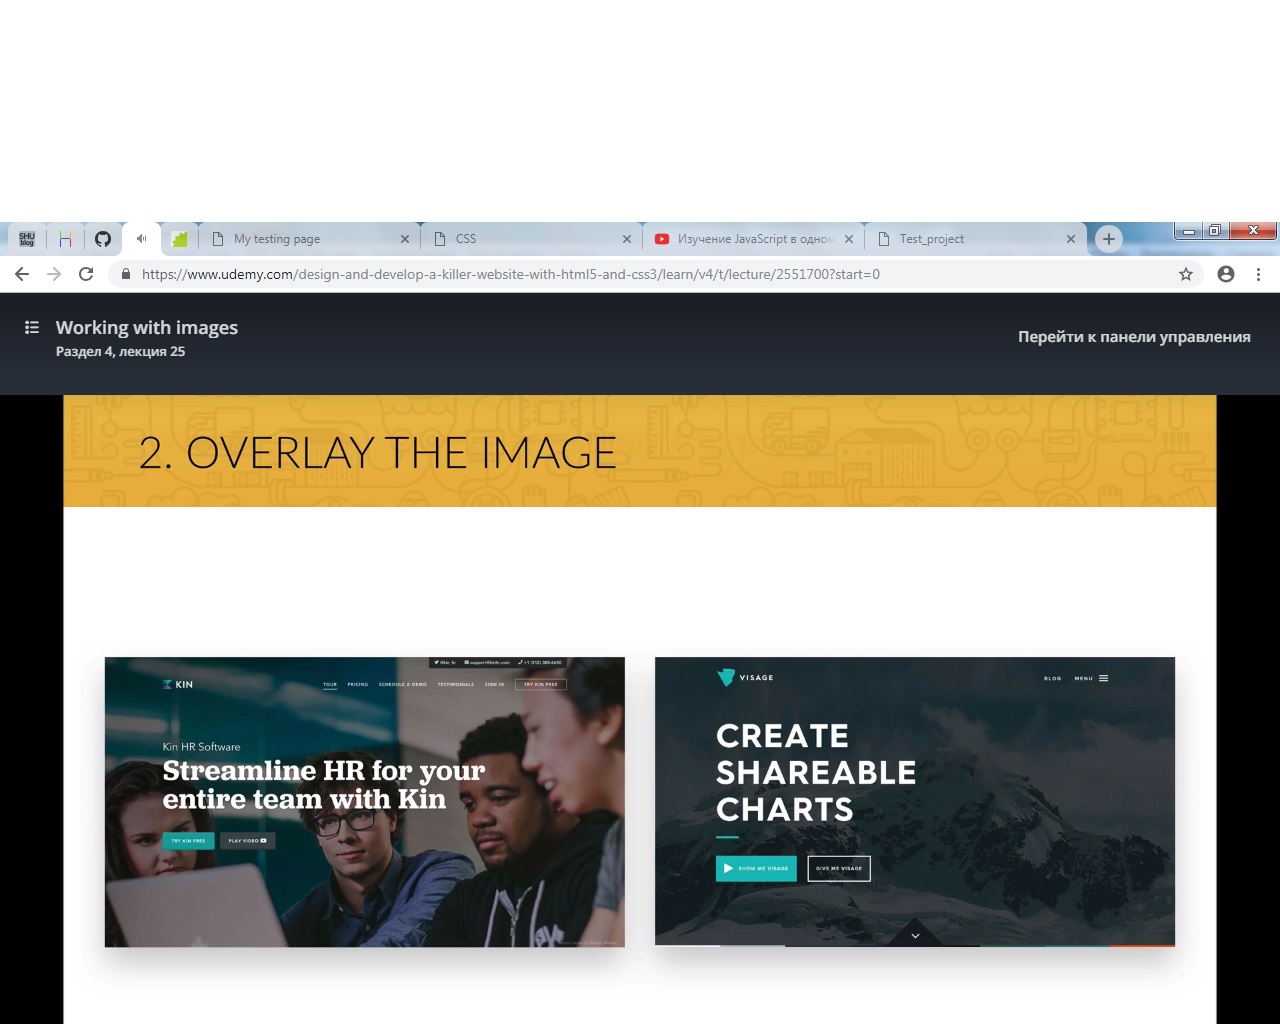 SHU
blog
My testing page
CSS
Изучение JavaScript в одном
Test_project
https://www.udemy.com/design-and-develop-a-killer-website-with-html5-and-css3/learn/v4/t/lecture/2551700?start=0
Working with images
Раздел 4, лекция 25
Перейти к панели управления
2. OVERLAY THE IMAGE
KIN
TOUR PRICING SCHEDULE A DEMO TESTIMONIALS SIGN IN TRY KIN FREE
Kin HR Software
Streamline HR for your
entire team with Kin
TRY KIN FREE PLAY VIDEO
VISAGE
BLOG MENU
CREATE
SHAREABLE
CHARTS
SHOW ME VISAGE GIVE ME VISAGE